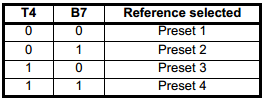 T4 B7 Reference selected
0 0 Preset 1
0 1 Preset 2
1 0 Preset 3
1 1 Preset 4